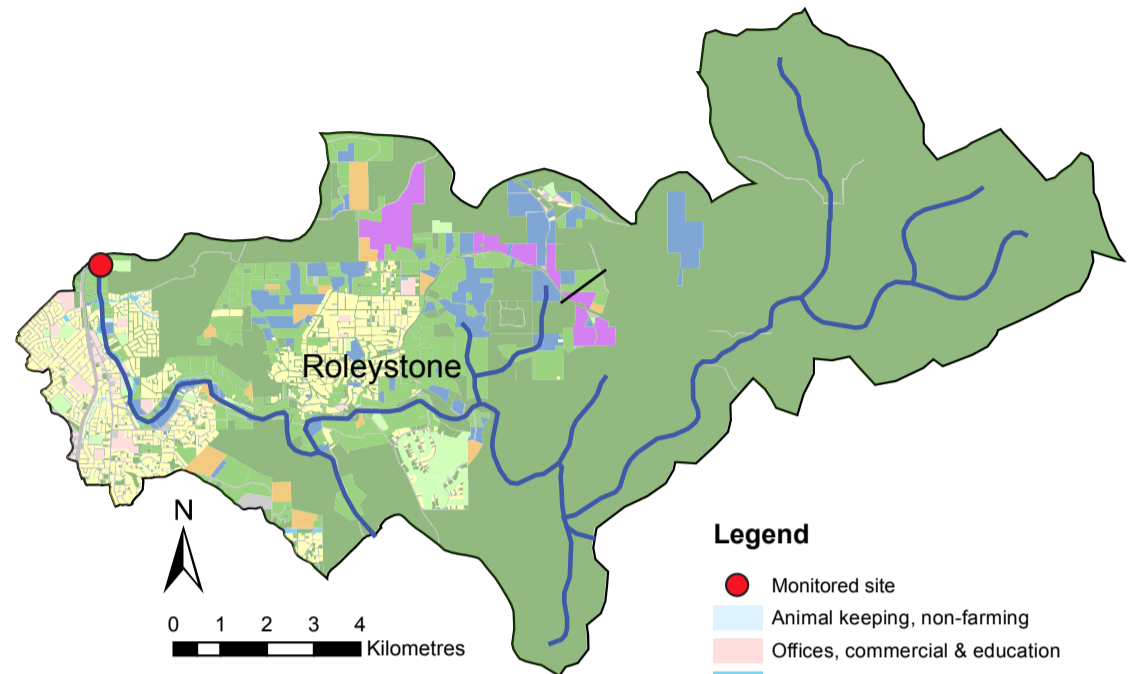 Roleystone
N
0 1 2 3 4
Kilometres
Legend
Monitored site
Animal keeping, non-farming
Offices, commercial & education